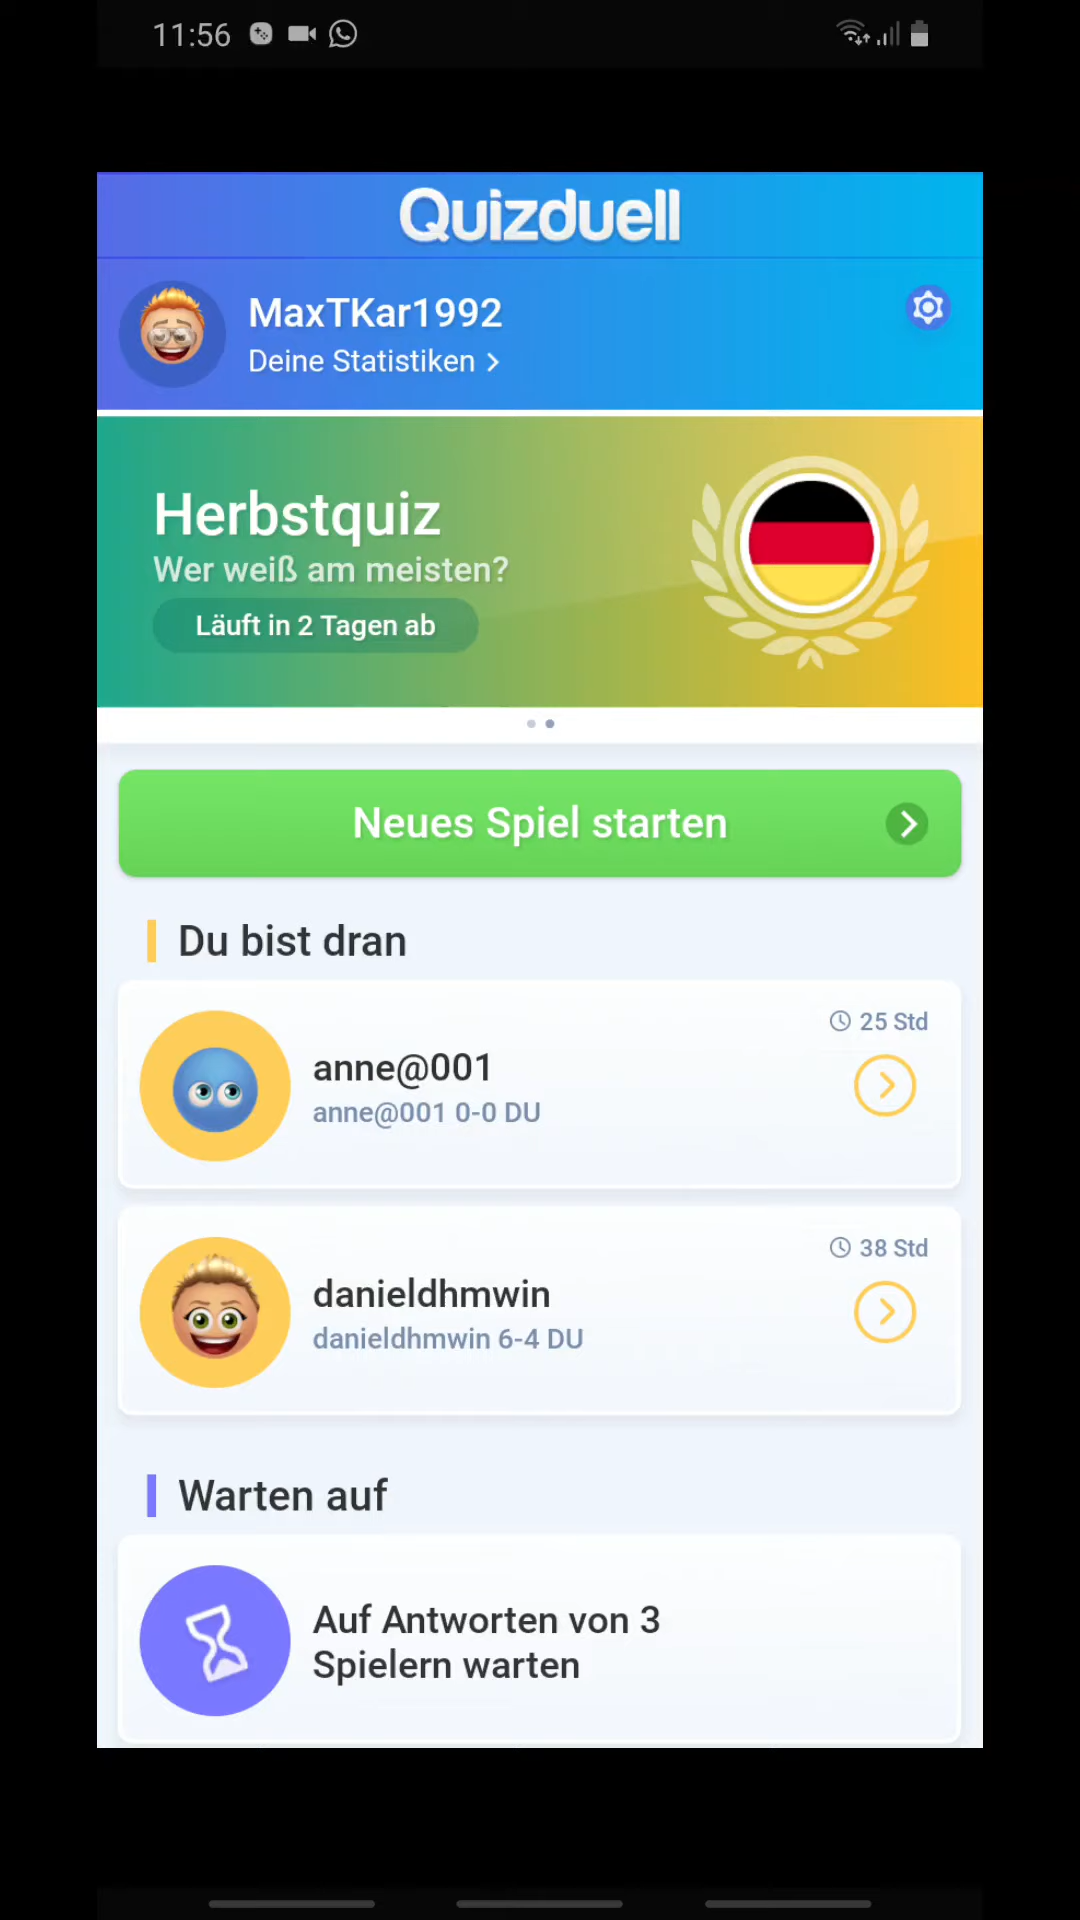 11:56
Quizduell
MaxTKar1992
Deine Statistiken
Herbstquiz
Wer weiß am meisten?
Läuft in 2 Tagen ab
Neues Spiel starten
Du bist dran
25 Std
anne@001
anne@001 0-0 DU
38 Std
danieldhmwin
danieldhmwin 6-4 DU
Warten auf
Auf Antworten von 3
Spielern warten